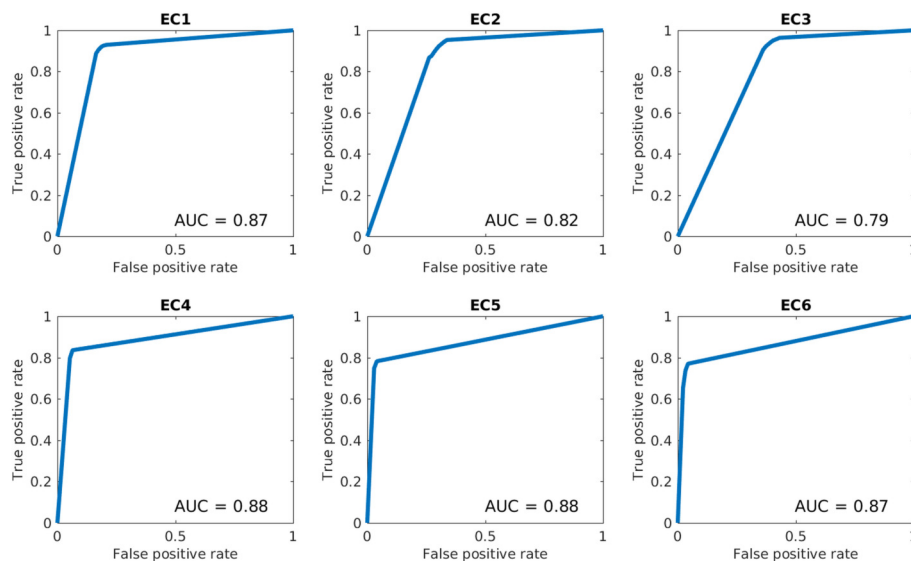 EC1
EC2
EC3
1
0.8
0.6
0.4
0.2
0
True positive rate
AUC = 0.87
0
0.5
1
False positive rate
1
0.8
0.6
0.4
0.2
0
True positive rate
AUC = 0.82
0
0.5
1
False positive rate
1
0.8
0.6
0.4
0.2
0
True positive rate
AUC = 0.79
0
0.5
1
False positive rate
EC4
EC5
EC6
1
0.8
0.6
0.4
0.2
0
True positive rate
AUC = 0.88
0
0.5
1
False positive rate
1
0.8
0.6
0.4
0.2
0
True positive rate
AUC = 0.88
0
0.5
1
False positive rate
1
0.8
0.6
0.4
0.2
0
True positive rate
AUC = 0.87
0
0.5
1
False positive rate